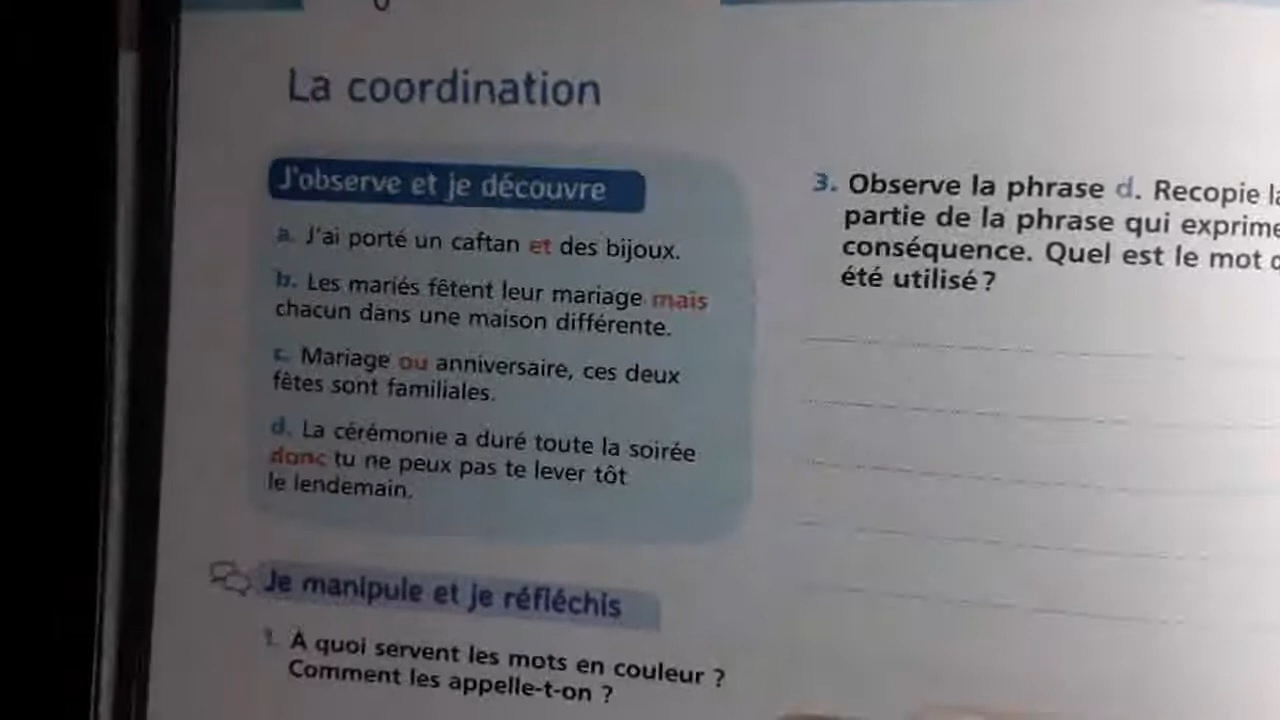 La coordination
J'observe et je découvre
a. J'ai porté un caftan et des bijoux.
b. Les mariés fêtent leur mariage mais
chacun dans une maison différente.
c. Mariage ou anniversaire, ces deux
fêtes sont familiales.
d. La cérémonie a duré toute la soirée
donc tu ne peux pas te lever tôt
le lendemain.
Je manipule et je réfléchis
1. À quoi servent les mots en couleur ?
Comment les appelle-t-on ?
3. Observe la phrase d. Recopie
partie de la phrase qui
conséquence. Quel est le mot
été utilisé ?